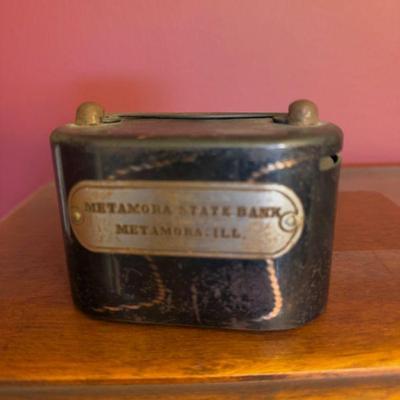 METAMORA STATE BANK
METAMORA, ILL.